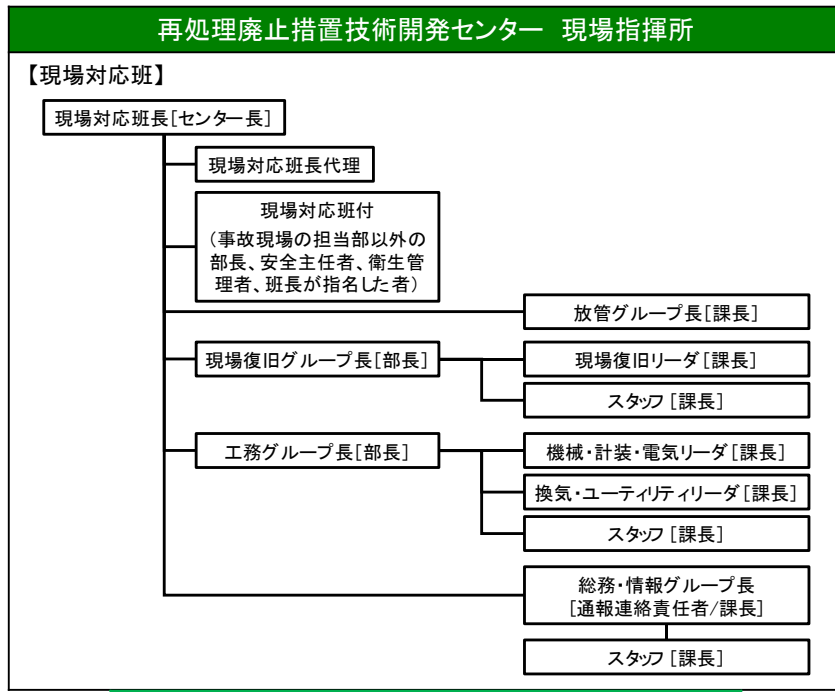 再処理廃止措置技術開発センター 現場指揮所
【現場対応班】
現場対応班長[センター長]
現場対応班長代理
現場対応班付
（事故現場の担当部以外の
部長、安全主任者、衛生管
理者、班長が指名した者）
放管グループ長[課長]
現場復旧グループ長[部長]
現場復旧リーダ[課長]
スタッフ[課長]
工務グループ長[部長]
機械・計装・電気リーダ[課長]
換気・ユーティリティリーダ[課長]
スタッフ[課長]
総務・情報グループ長
[通報連絡責任者/課長]
スタッフ[課長]